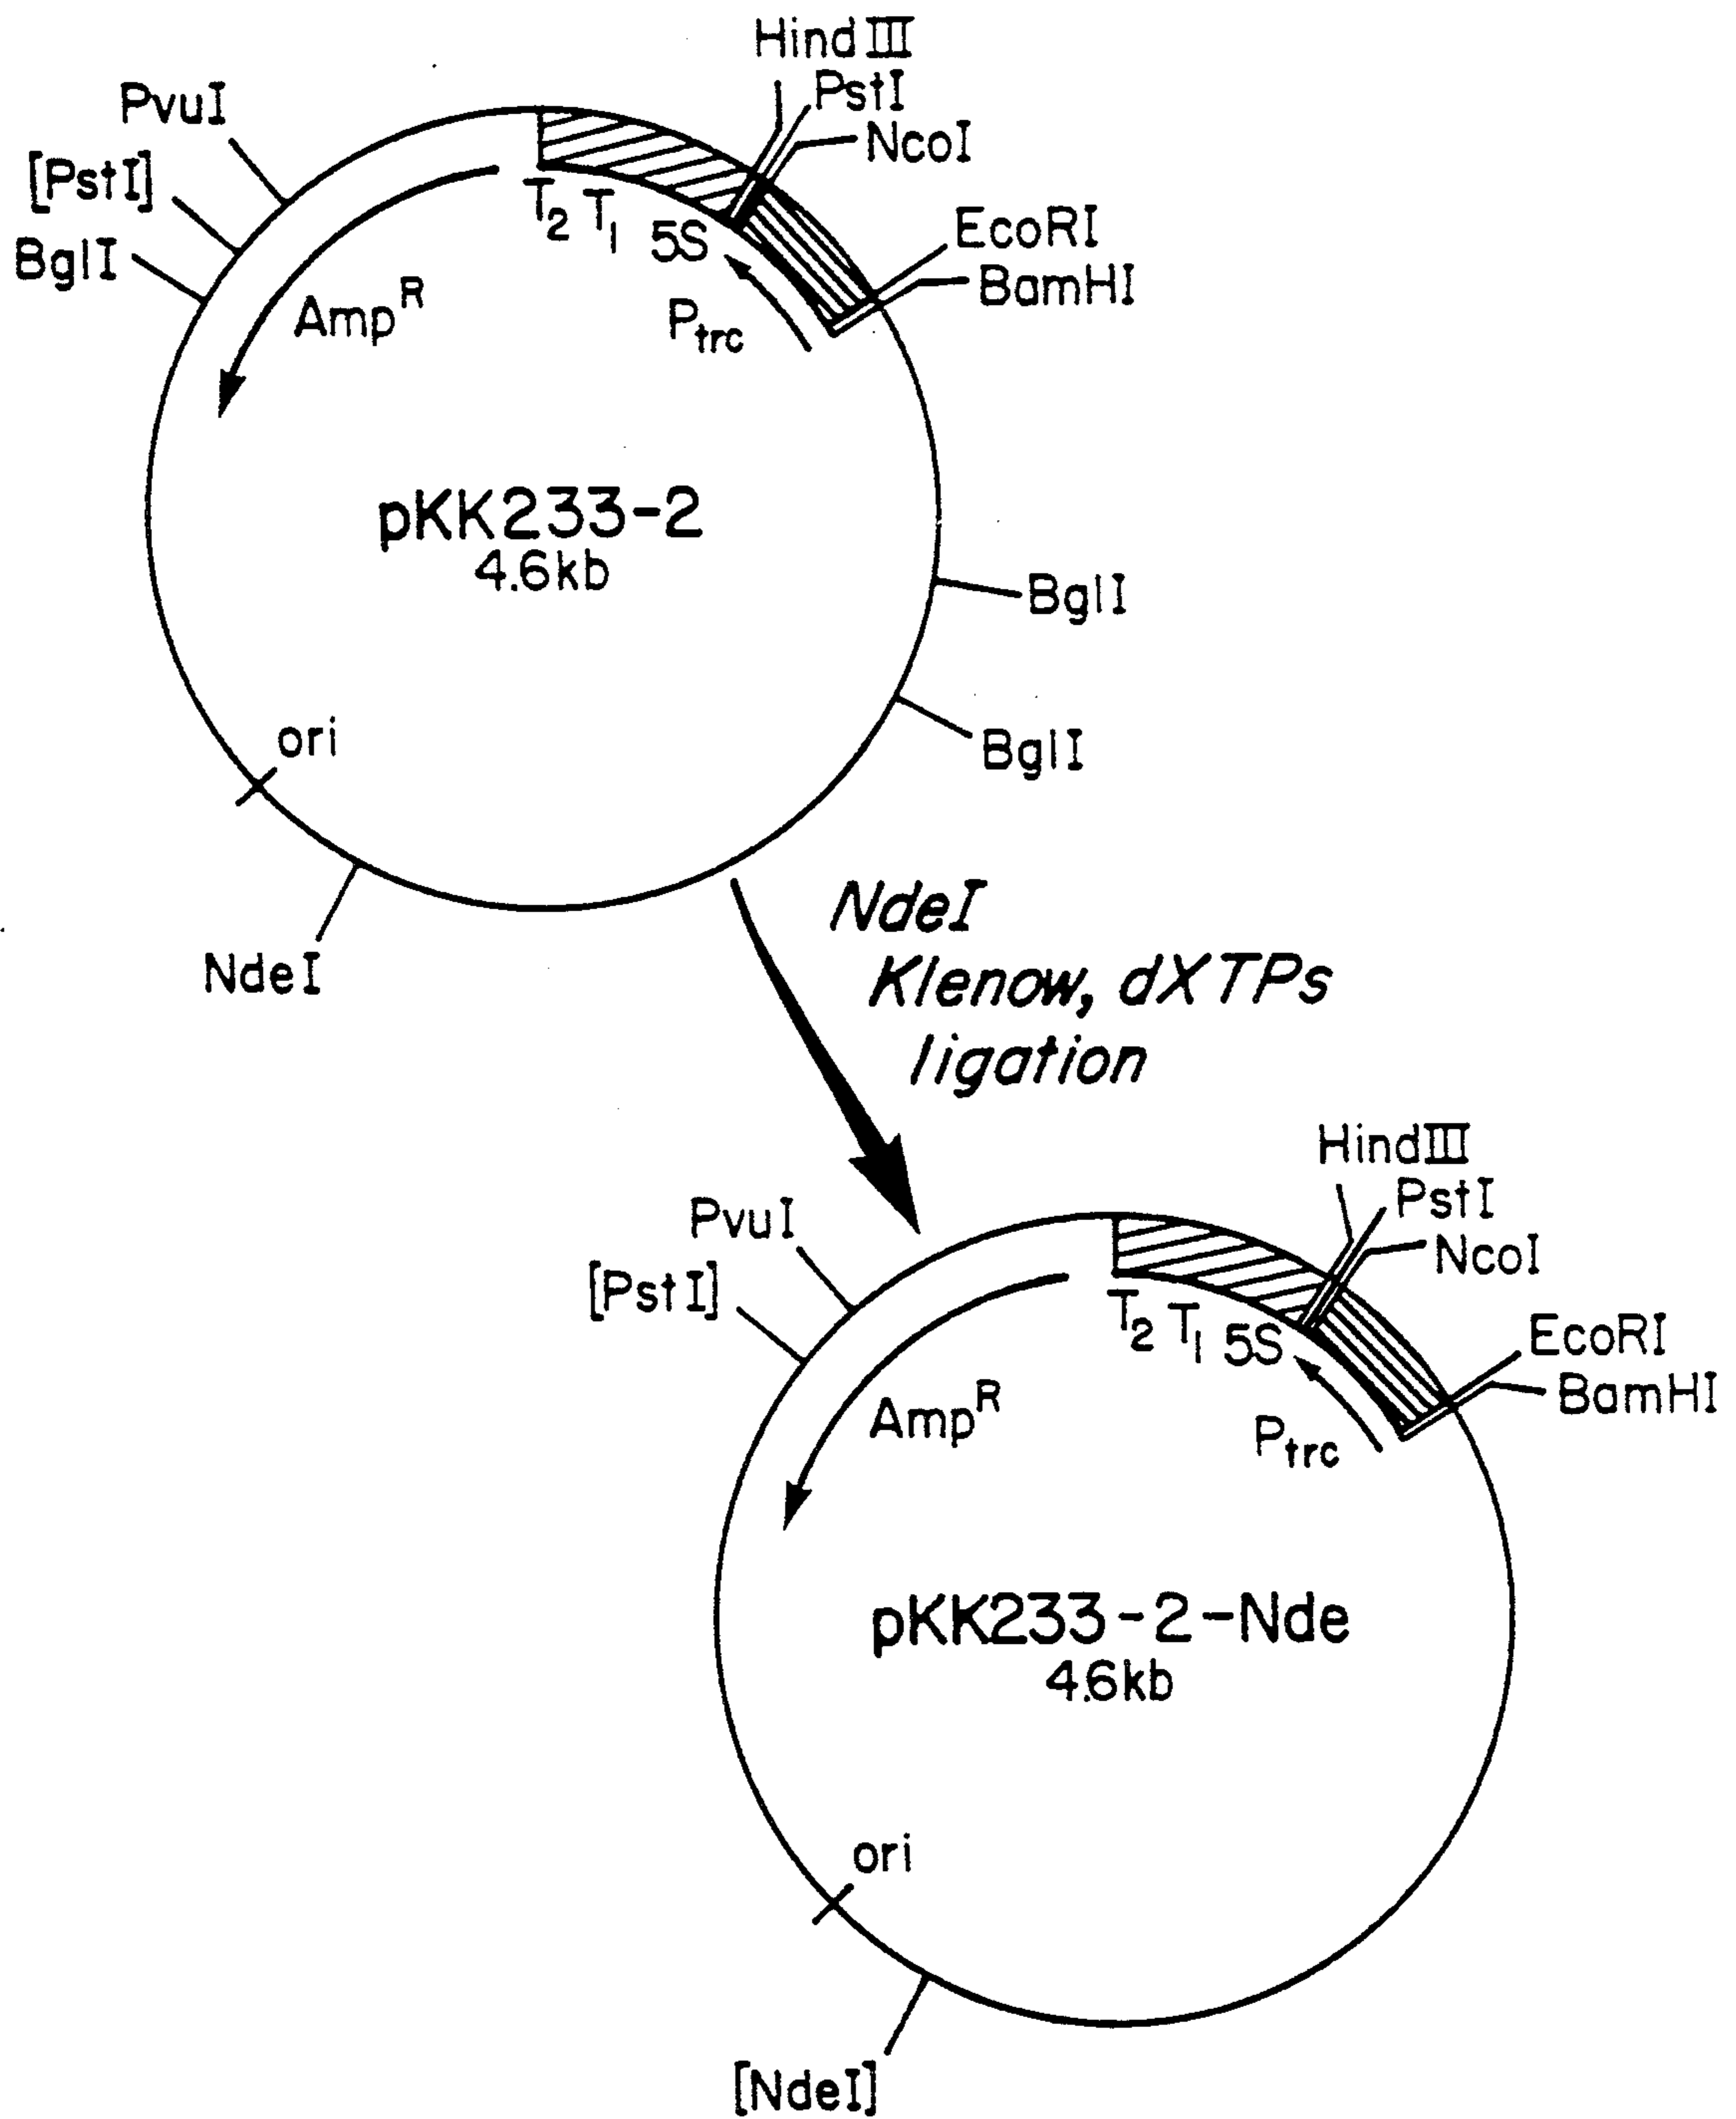 HindIII
PstI
NcoI
PvuI
[PstI]
BglI
EcoRI
BamHI
T2 T1 5S
Ptrc
Amp^R
pKK233-2
4.6kb
BglI
BglI
ori
NdeI
NdeI
Klenow, dXTPs
ligation
HindIII
PstI
NcoI
PvuI
[PstI]
EcoRI
BamHI
T2 T1 5S
Ptrc
Amp^R
pKK233-2-Nde
4.6kb
ori
[NdeI]